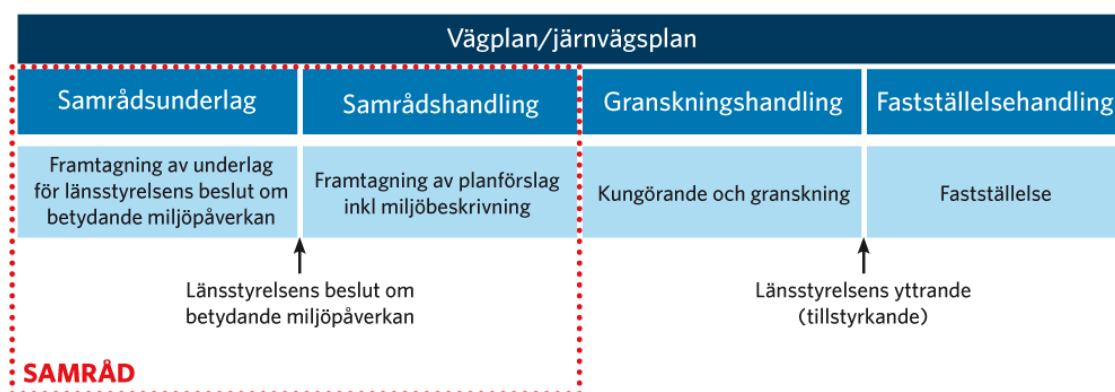 Vägplan/järnvägsplan
Samrådsunderlag
Samrådshandling
Granskningshandling
Fastställelsehandling
Framtagning av underlag
för länsstyrelsens beslut om
betydande miljöpåverkan
Framtagning av planförslag
inkl miljöbeskrivning
Kungörande och granskning
Fastställelse
Länsstyrelsens beslut om
betydande miljöpåverkan
Länsstyrelsens yttrande
(tillstyrkande)
SAMRÅD